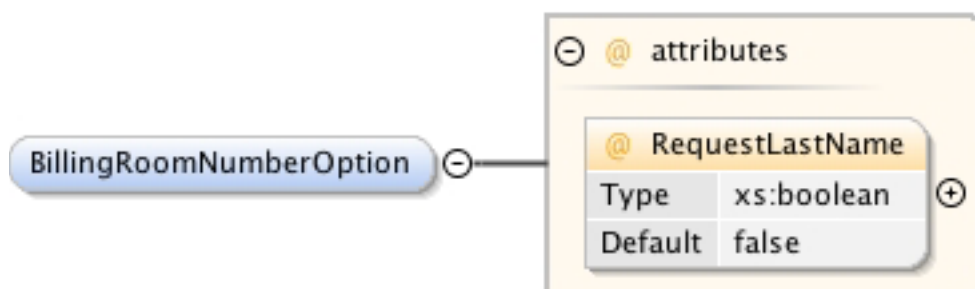 @ attributes
BillingRoomNumberOption
@ RequestLastName
Type xs:boolean
Default false